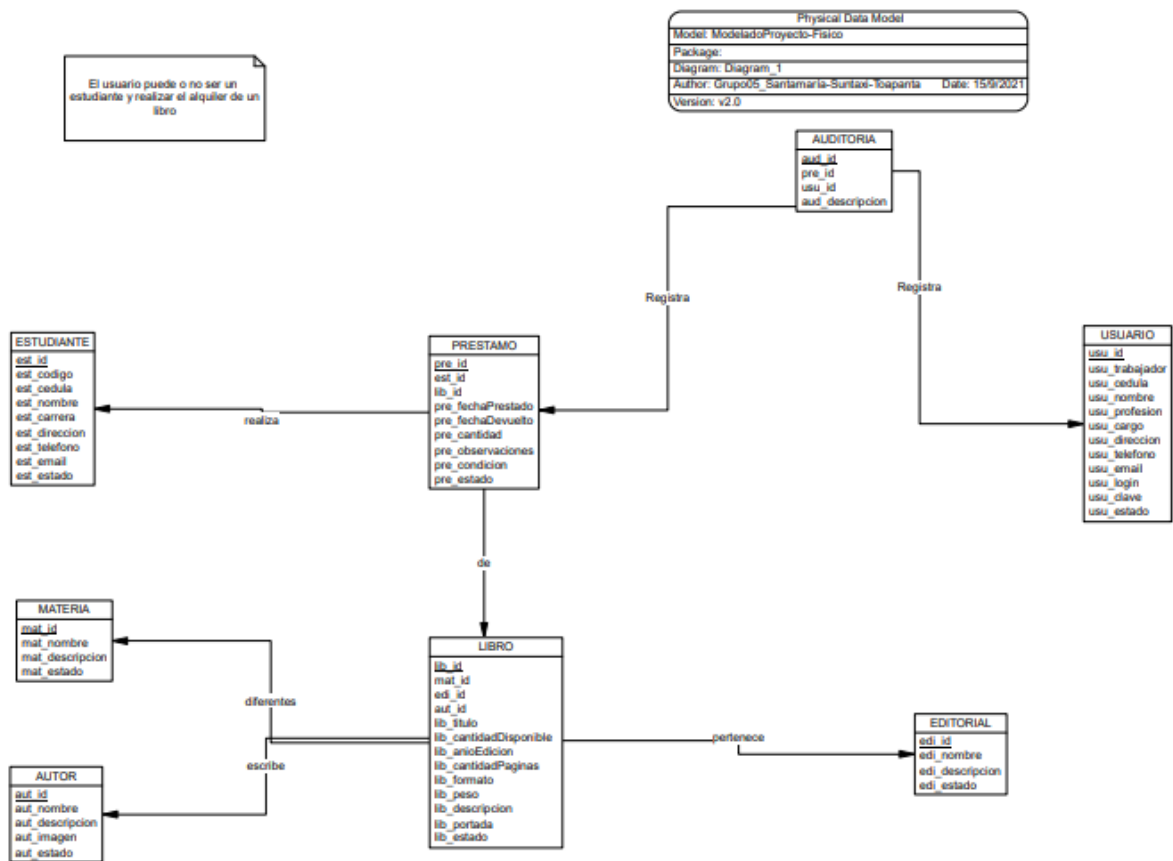 Physical Data Model
Model: ModeladoProyecto-Fisico
Package:
Diagram: Diagram_1
Author: Grupo05_Santamaría-Suntaxi-Toapanta Date: 15/9/2021
Version: v2.0
El usuario puede o no ser un
estudiante y realizar el alquiler de un
libro
AUDITORIA
aud_id
pre_id
usu_id
aud_descripcion
Registra
Registra
ESTUDIANTE
est_id
est_codigo
est_cedula
est_nombre
est_carrera
est_direccion
est_telefono
est_email
est_estado
realiza
PRESTAMO
pre_id
est_id
lib_id
pre_fechaPrestado
pre_fechaDevuelto
pre_cantidad
pre_observaciones
pre_condicion
pre_estado
USUARIO
usu_id
usu_trabajador
usu_cedula
usu_nombre
usu_profesion
usu_cargo
usu_direccion
usu_telefono
usu_email
usu_login
usu_clave
usu_estado
de
MATERIA
mat_id
mat_nombre
mat_descripcion
mat_estado
diferentes
LIBRO
lib_id
mat_id
edi_id
aut_id
lib_titulo
lib_cantidadDisponible
lib_anioEdicion
lib_cantidadPaginas
lib_formato
lib_peso
lib_descripcion
lib_portada
lib_estado
pertenece
EDITORIAL
edi_id
edi_nombre
edi_descripcion
edi_estado
escribe
AUTOR
aut_id
aut_nombre
aut_descripcion
aut_imagen
aut_estado